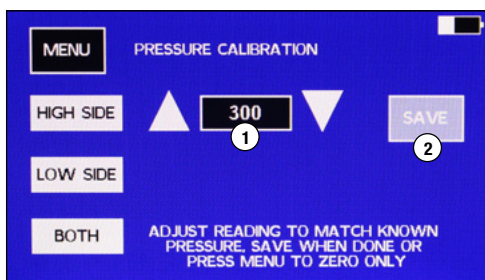 MENU
PRESSURE CALIBRATION
HIGH SIDE
300
1
SAVE
2
LOW SIDE
BOTH
ADJUST READING TO MATCH KNOWN
PRESSURE, SAVE WHEN DONE OR
PRESS MENU TO ZERO ONLY